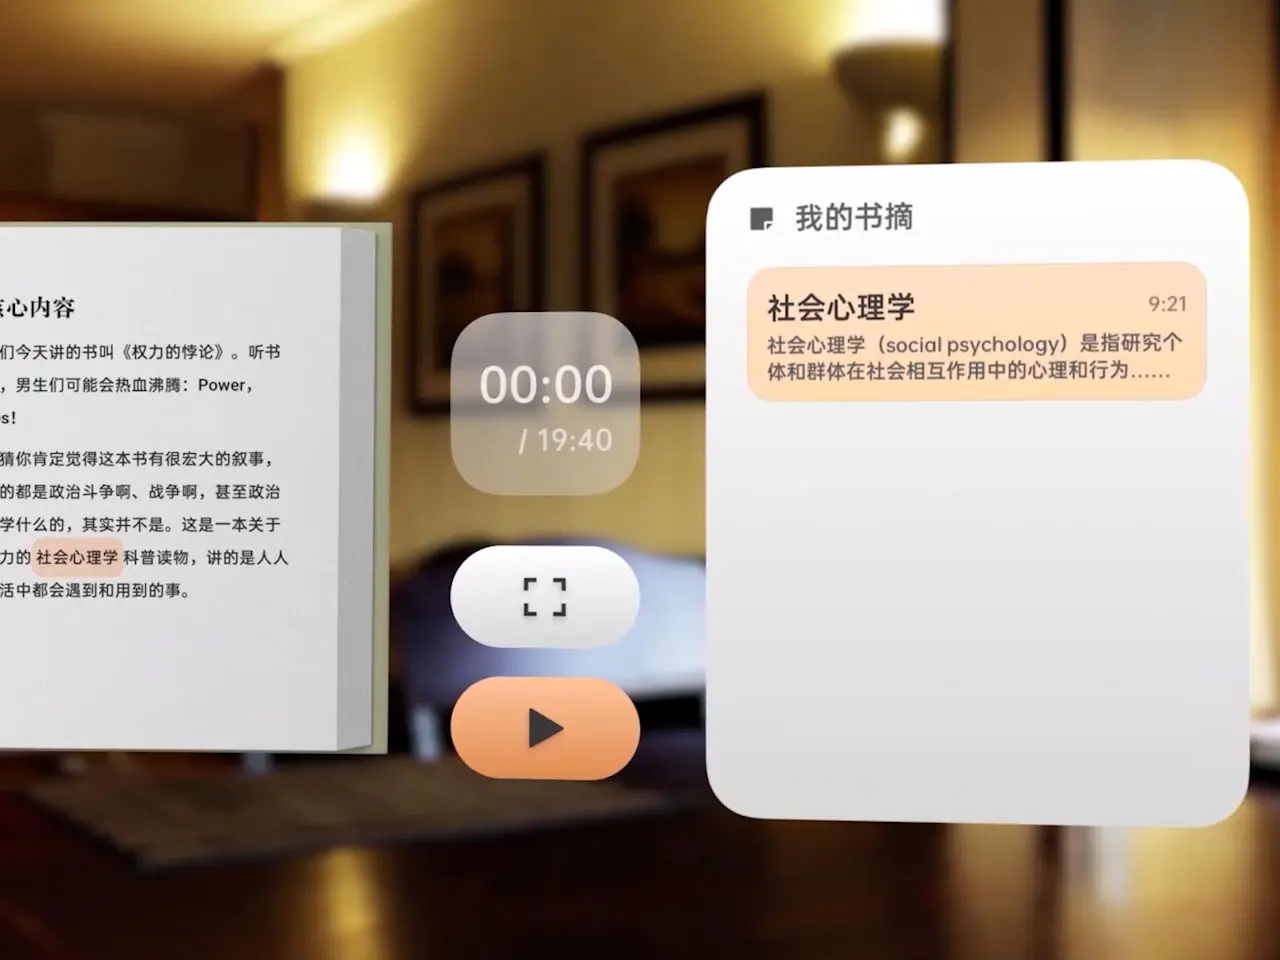 心内容
们今天讲的书叫《权力的悖论》。听书
，男生们可能会热血沸腾：Power，
es！
猜你肯定觉得这本书有很宏大的叙事，
的都是政治斗争啊、战争啊，甚至政治
学什么的，其实并不是。这是一本关于
力的 社会心理学 科普读物，讲的是人人
活中都会遇到和用到的事。
00:00
/ 19:40
我的书摘
社会心理学
9:21
社会心理学（social psychology）是指研究个
体和群体在社会相互作用中的心理和行为......